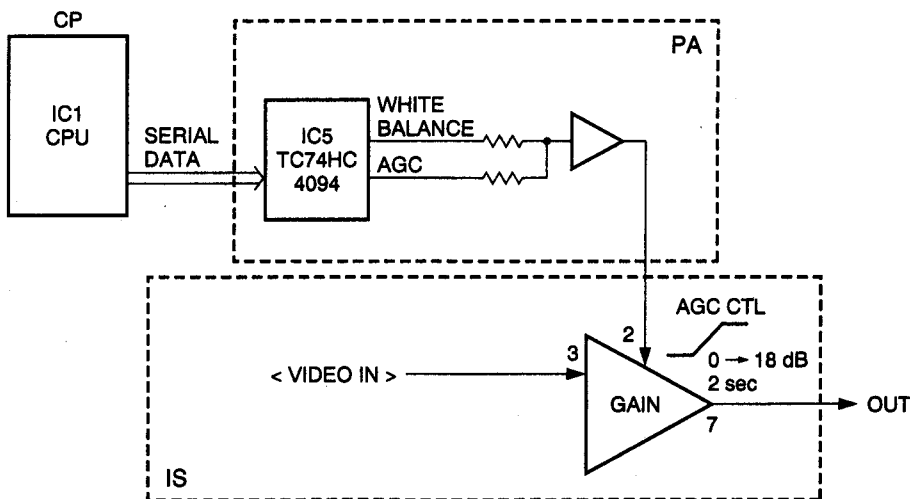 CP
IC1
CPU
SERIAL
DATA
PA
IC5
TC74HC
4094
WHITE
BALANCE
AGC
IS
< VIDEO IN >
3
2
GAIN
7
AGC CTL
0 → 18 dB
2 sec
OUT